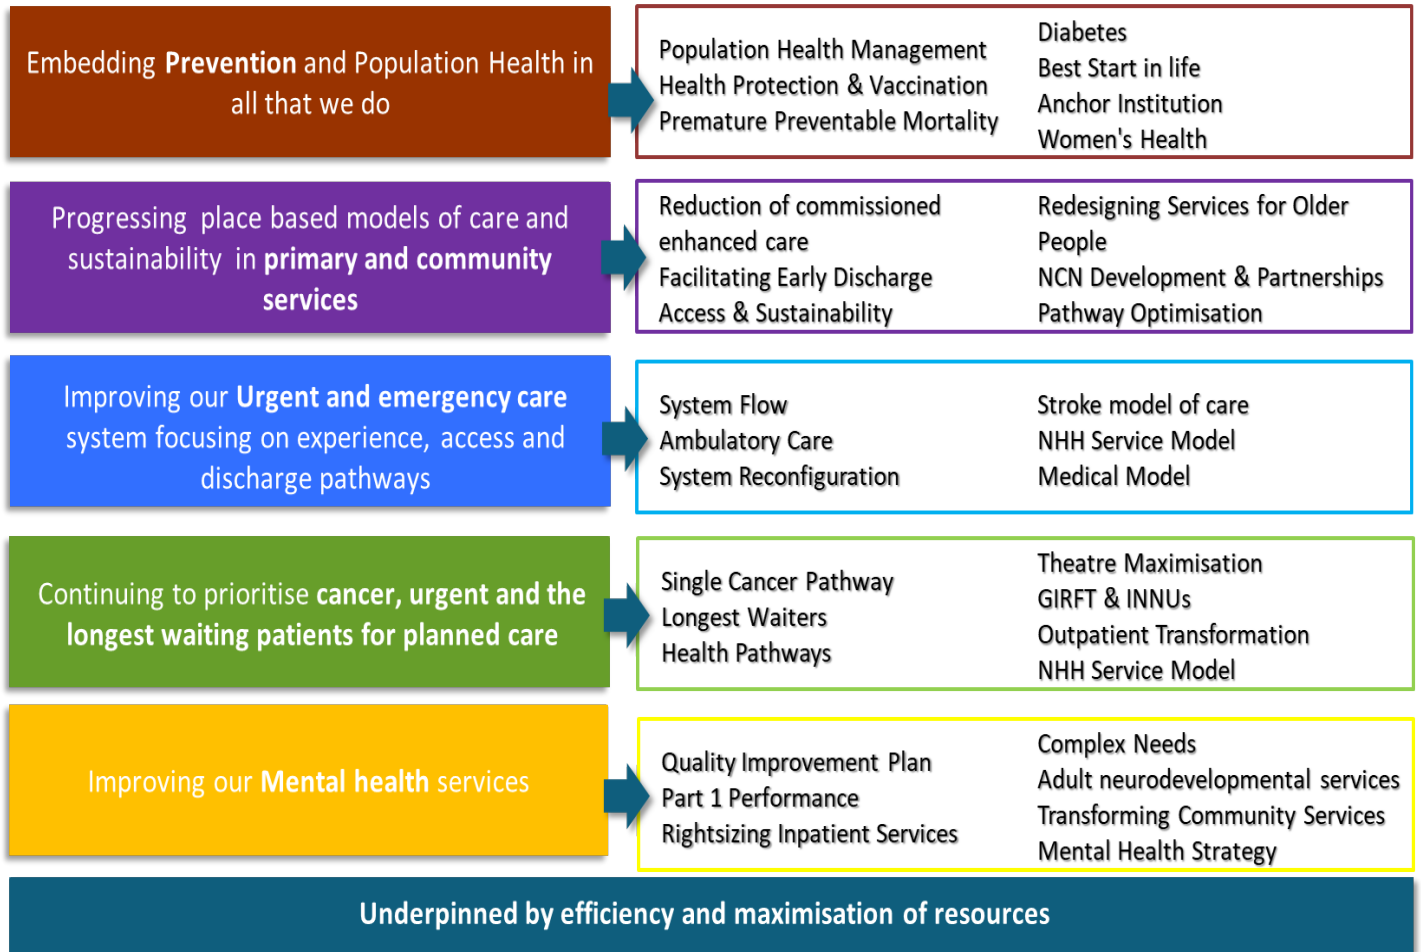 Embedding Prevention and Population Health in
all that we do
Population Health Management
Health Protection & Vaccination
Premature Preventable Mortality
Diabetes
Best Start in life
Anchor Institution
Women's Health
Progressing place based models of care and
sustainability in primary and community
services
Reduction of commissioned
enhanced care
Facilitating Early Discharge
Access & Sustainability
Redesigning Services for Older
People
NCN Development & Partnerships
Pathway Optimisation
Improving our Urgent and emergency care
system focusing on experience, access and
discharge pathways
System Flow
Ambulatory Care
System Reconfiguration
Stroke model of care
NHH Service Model
Medical Model
Continuing to prioritise cancer, urgent and the
longest waiting patients for planned care
Single Cancer Pathway
Longest Waiters
Health Pathways
Theatre Maximisation
GIRFT & INNUs
Outpatient Transformation
NHH Service Model
Improving our Mental health services
Quality Improvement Plan
Part 1 Performance
Rightsizing Inpatient Services
Complex Needs
Adult neurodevelopmental services
Transforming Community Services
Mental Health Strategy
Underpinned by efficiency and maximisation of resources